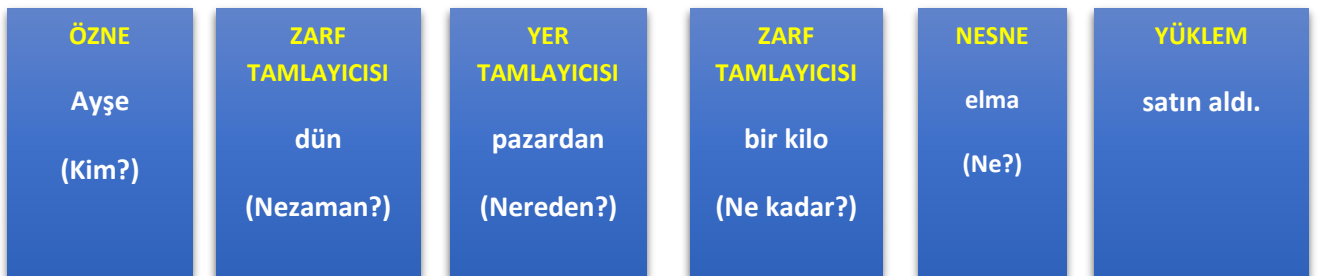 ÖZNE
Ayşe
(Kim?)
ZARF
TAMLAYICISI
dün
(Nezaman?)
YER
TAMLAYICISI
pazardan
(Nereden?)
ZARF
TAMLAYICISI
bir kilo
(Ne kadar?)
NESNE
elma
(Ne?)
YÜKLEM
satın aldı.